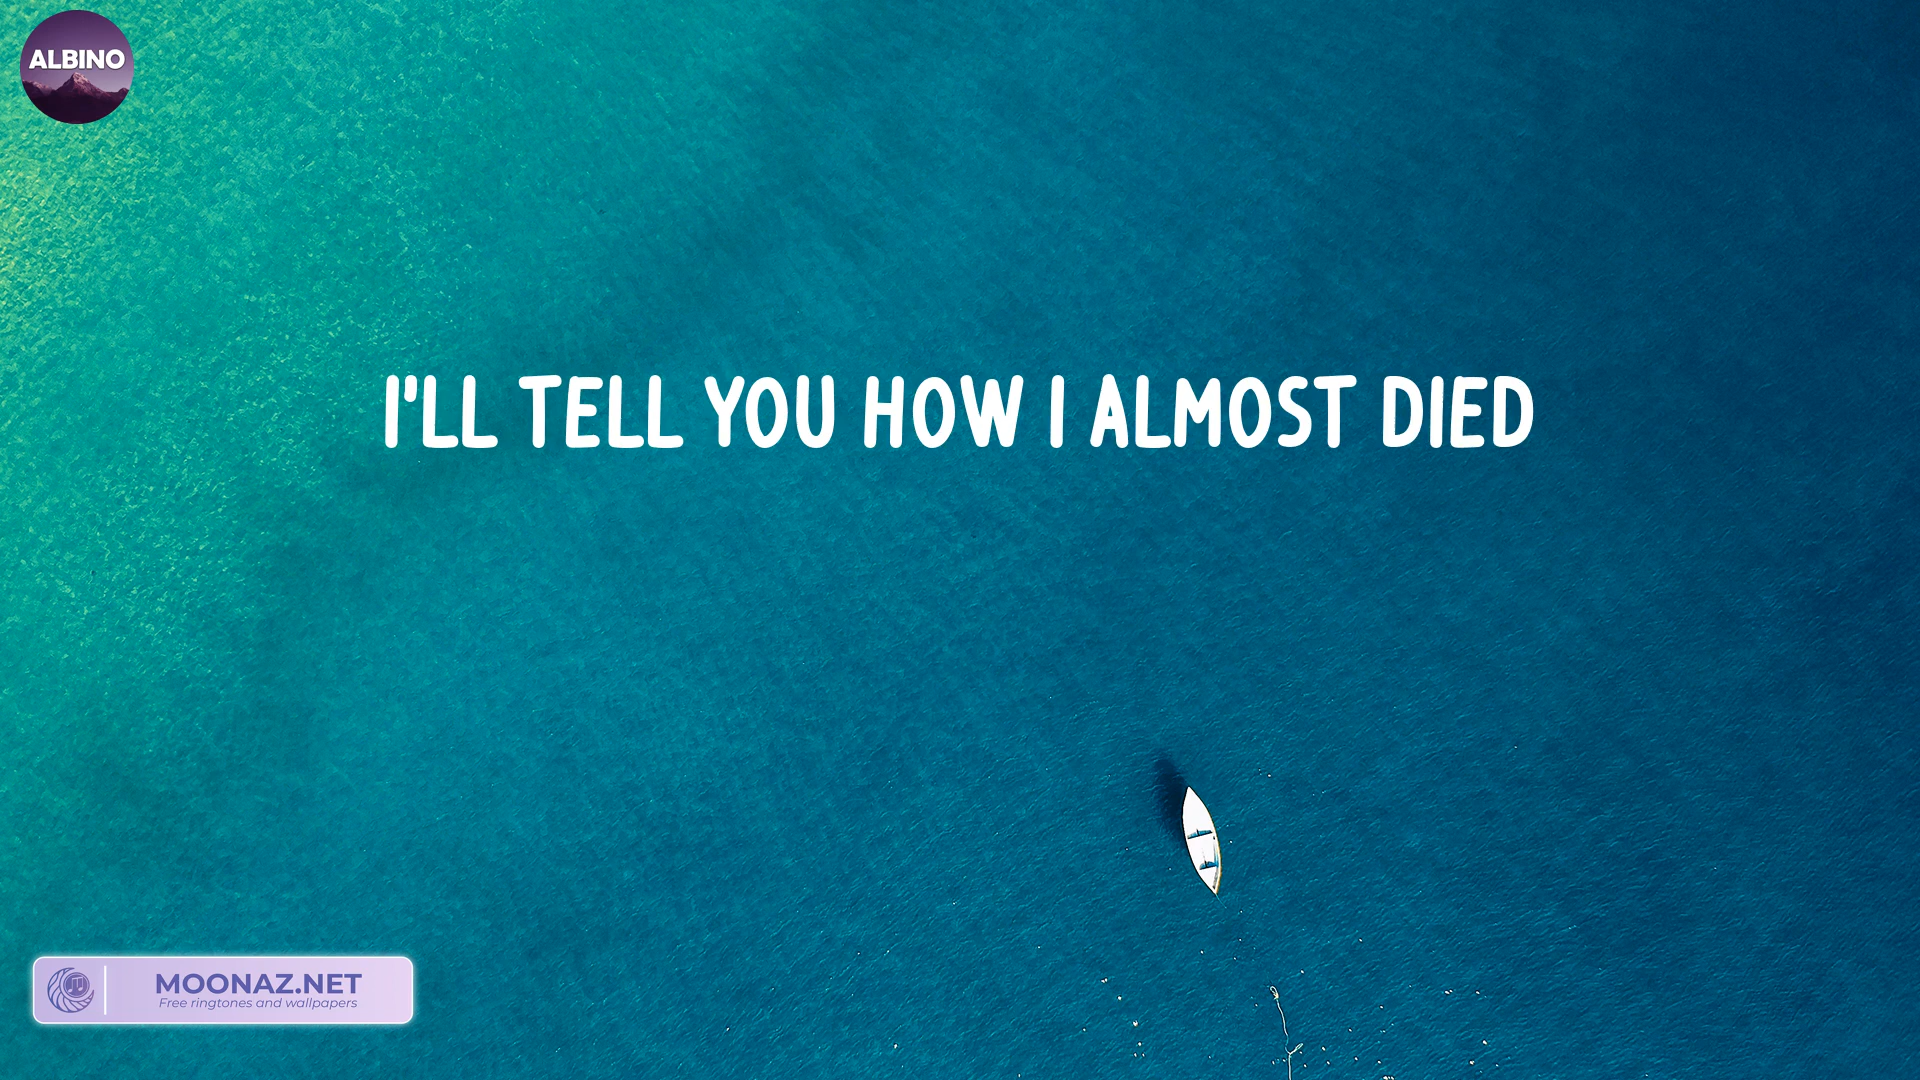 ALBINO
I'LL TELL YOU HOW I ALMOST DIED
MOONAZ.NET
Free ringtones and wallpapers